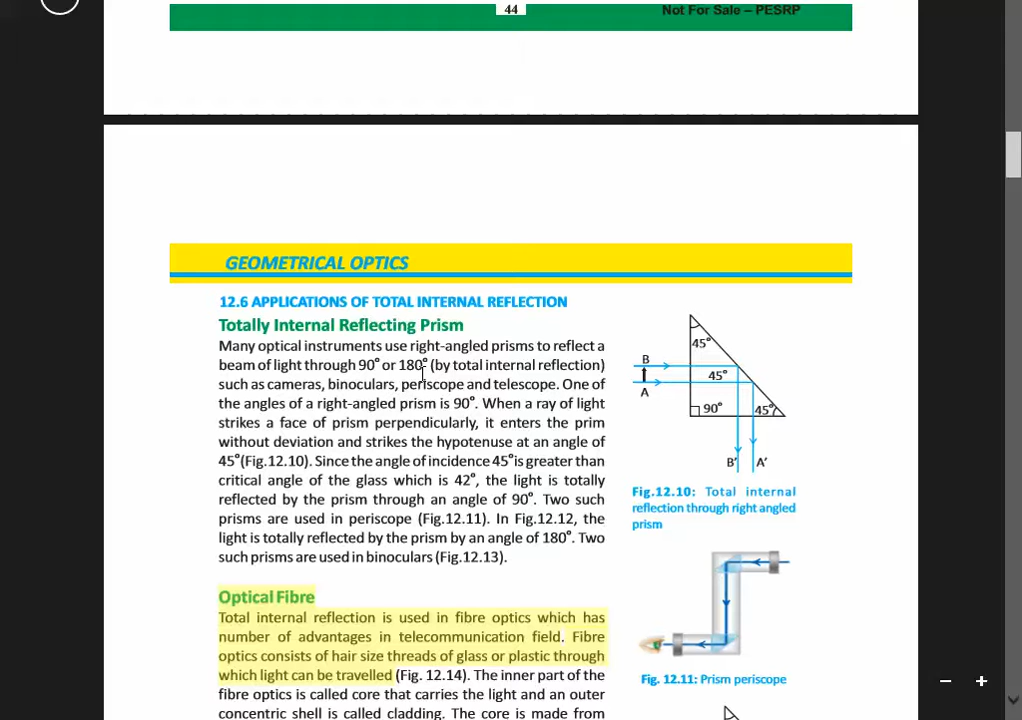 44
Not For Sale – PESRP
GEOMETRICAL OPTICS
12.6 APPLICATIONS OF TOTAL INTERNAL REFLECTION
Totally Internal Reflecting Prism
Many optical instruments use right-angled prisms to reflect a
beam of light through 90° or 180° (by total internal reflection)
such as cameras, binoculars, periscope and telescope. One of
the angles of a right-angled prism is 90°. When a ray of light
strikes a face of prism perpendicularly, it enters the prim
without deviation and strikes the hypotenuse at an angle of
45°(Fig.12.10). Since the angle of incidence 45°is greater than
critical angle of the glass which is 42°, the light is totally
reflected by the prism through an angle of 90°. Two such
prisms are used in periscope (Fig.12.11). In Fig.12.12, the
light is totally reflected by the prism by an angle of 180°. Two
such prisms are used in binoculars (Fig.12.13).
Optical Fibre
Total internal reflection is used in fibre optics which has
number of advantages in telecommunication field. Fibre
optics consists of hair size threads of glass or plastic through
which light can be travelled (Fig. 12.14). The inner part of the
fibre optics is called core that carries the light and an outer
concentric shell is called cladding. The core is made from
45°
B
45°
A
90°
45°
B'
A'
Fig.12.10: Total internal
reflection through right angled
prism
Fig. 12.11: Prism periscope